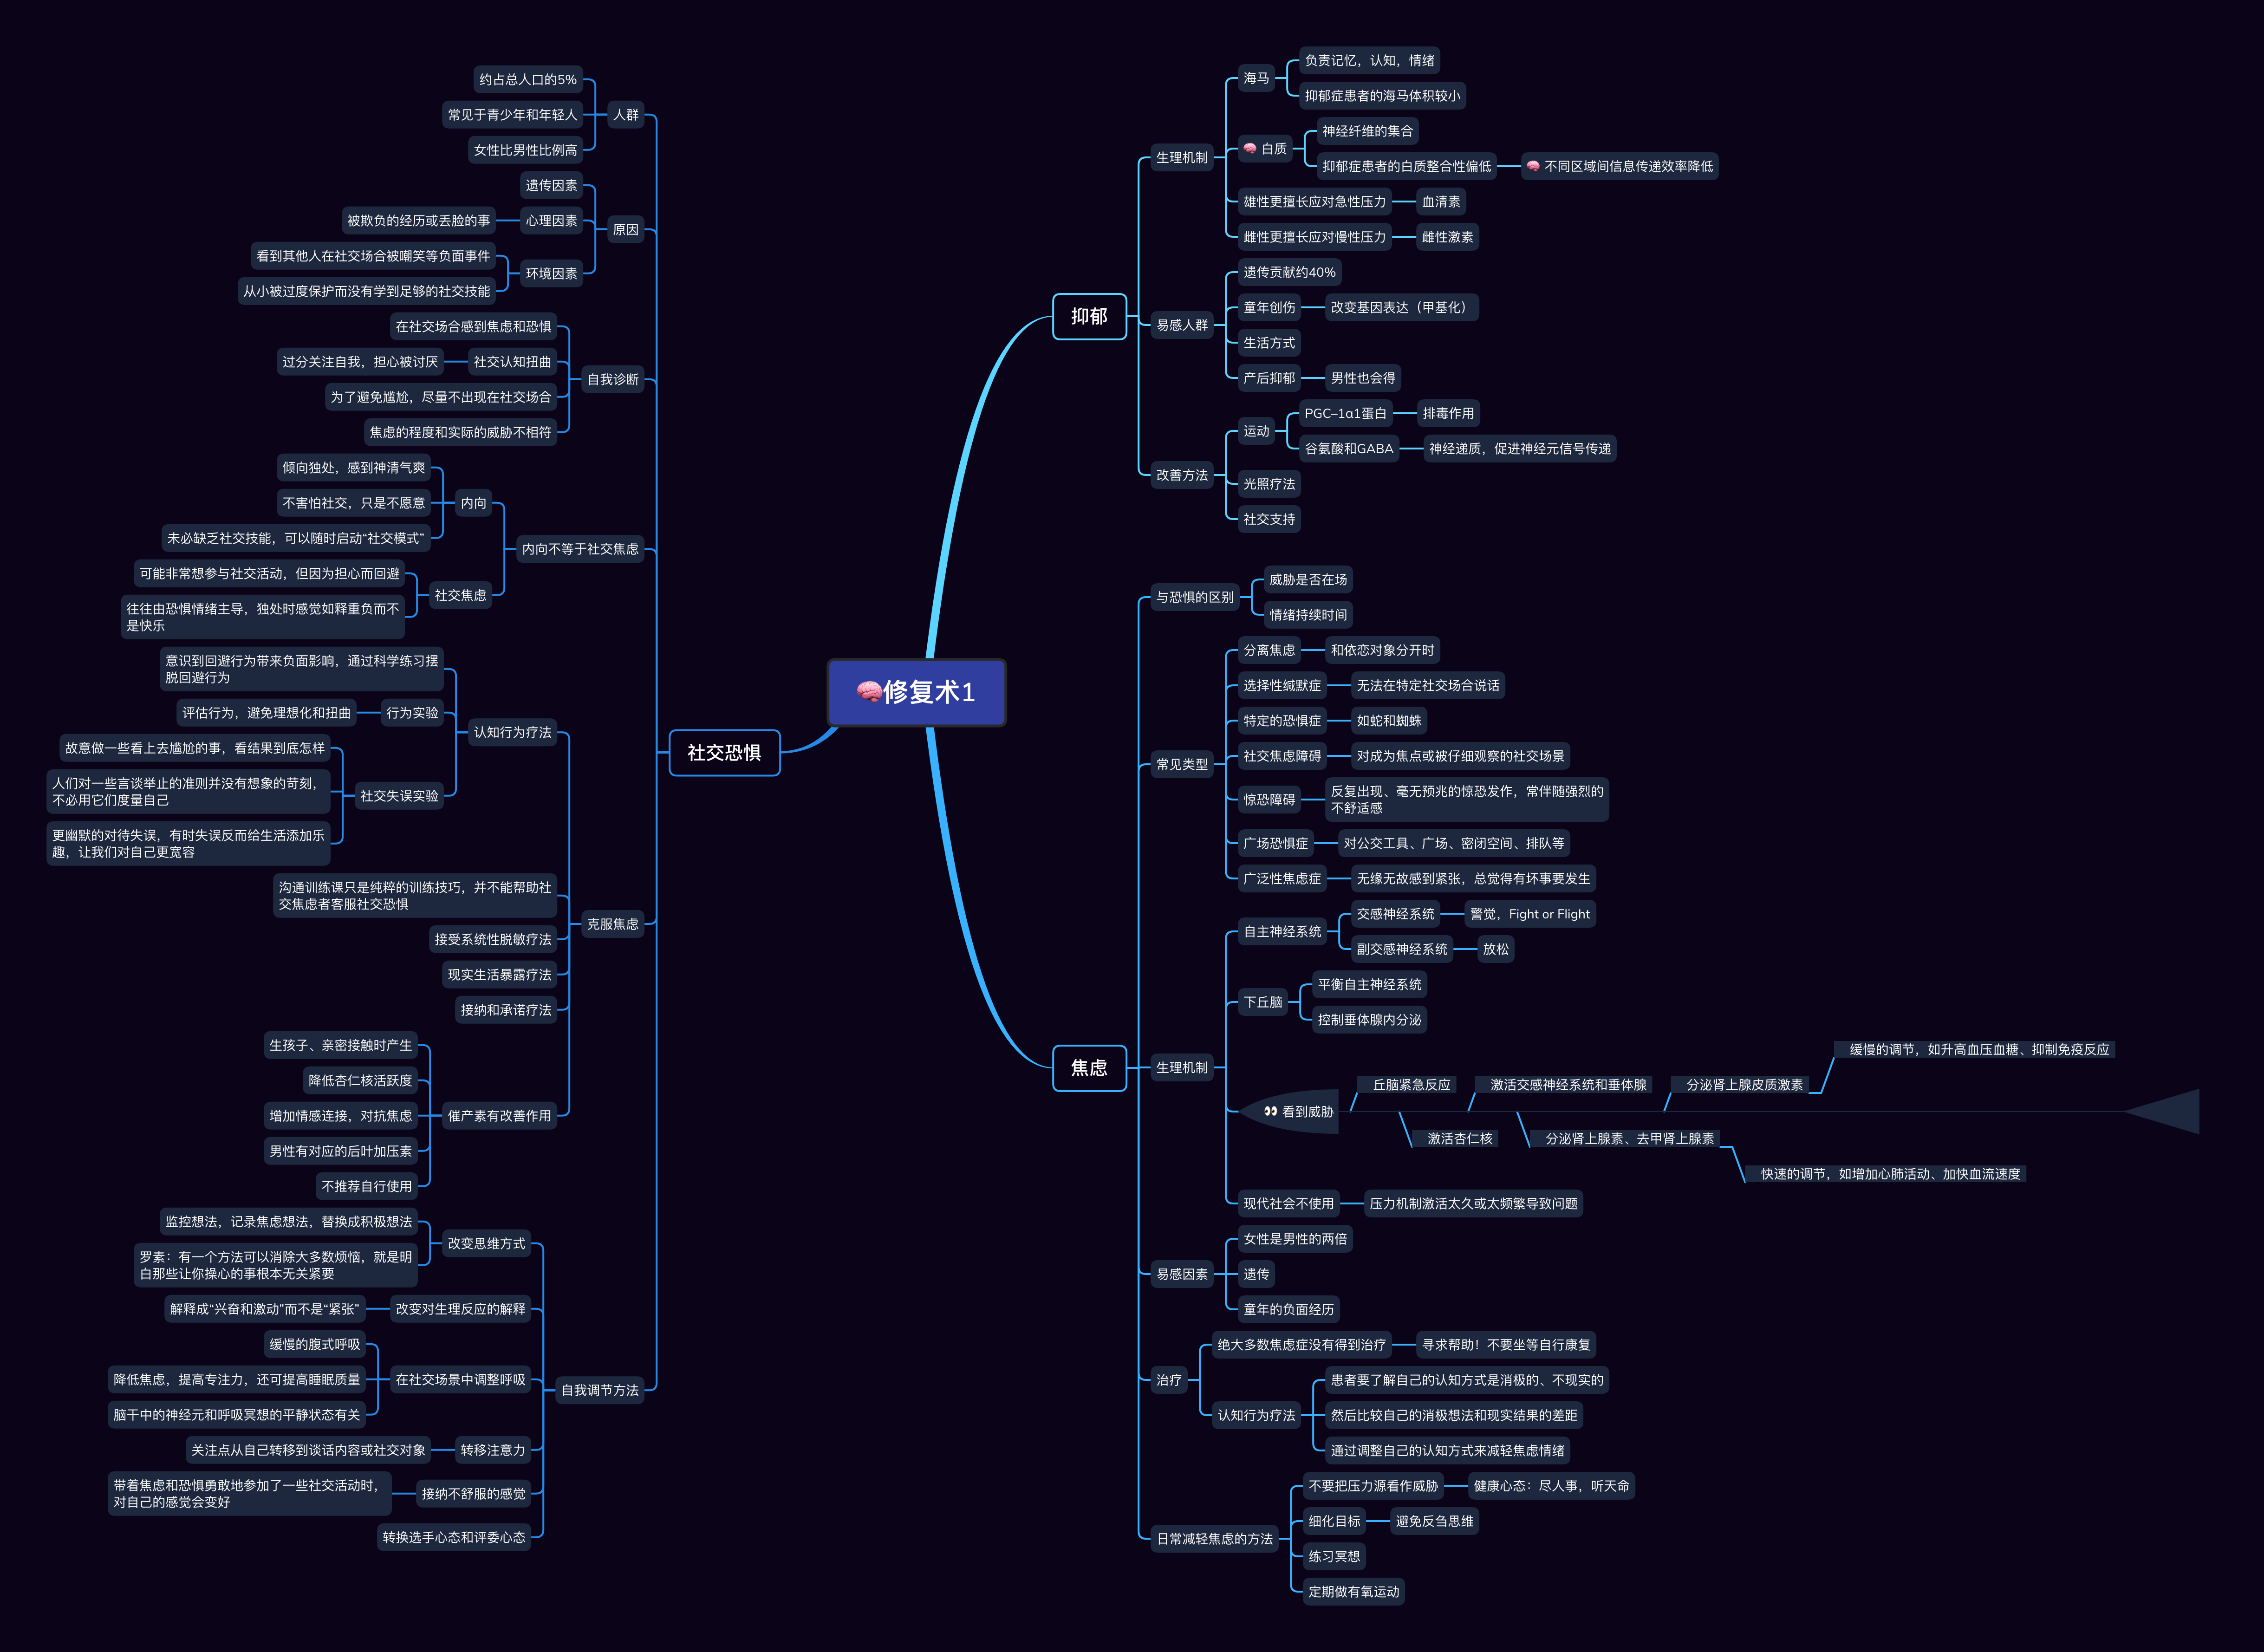 🧠修复术1
抑郁
生理机制
海马
负责记忆，认知，情绪
抑郁症患者的海马体积较小
🧠 白质
神经纤维的集合
抑郁症患者的白质整合性偏低
🧠 不同区域间信息传递效率降低
雄性更擅长应对急性压力
血清素
雌性更擅长应对慢性压力
雌性激素
易感人群
遗传贡献约40%
童年创伤
改变基因表达（甲基化）
生活方式
产后抑郁
男性也会得
改善方法
运动
PGC-1α1蛋白
排毒作用
谷氨酸和GABA
神经递质，促进神经元信号传递
光照疗法
社交支持
焦虑
与恐惧的区别
威胁是否在场
情绪持续时间
常见类型
分离焦虑
和依恋对象分开时
选择性缄默症
无法在特定社交场合说话
特定的恐惧症
如蛇和蜘蛛
社交焦虑障碍
对成为焦点或被仔细观察的社交场景
惊恐障碍
反复出现、毫无预兆的惊恐发作，常伴随强烈的
不舒适感
广场恐惧症
对公交工具、广场、密闭空间、排队等
广泛性焦虑症
无缘无故感到紧张，总觉得有坏事要发生
生理机制
自主神经系统
交感神经系统
警觉，Fight or Flight
副交感神经系统
放松
下丘脑
平衡自主神经系统
控制垂体腺内分泌
👀 看到威胁
丘脑紧急反应
激活杏仁核
激活交感神经系统和垂体腺
分泌肾上腺素、去甲肾上腺素
快速的调节，如增加心肺活动、加快血流速度
分泌肾上腺皮质激素
缓慢的调节，如升高血压血糖、抑制免疫反应
现代社会不使用
压力机制激活太久或太频繁导致问题
易感因素
女性是男性的两倍
遗传
童年的负面经历
治疗
绝大多数焦虑症没有得到治疗
寻求帮助！不要坐等自行康复
认知行为疗法
患者要了解自己的认知方式是消极的、不现实的
然后比较自己的消极想法和现实结果的差距
通过调整自己的认知方式来减轻焦虑情绪
日常减轻焦虑的方法
不要把压力源看作威胁
健康心态：尽人事，听天命
细化目标
避免反刍思维
练习冥想
定期做有氧运动
社交恐惧
人群
约占总人口的5%
常见于青少年和年轻人
女性比男性比例高
原因
遗传因素
心理因素
被欺负的经历或丢脸的事
环境因素
看到其他人在社交场合被嘲笑等负面事件
从小被过度保护而没有学到足够的社交技能
自我诊断
在社交场合感到焦虑和恐惧
社交认知扭曲
过分关注自我，担心被讨厌
为了避免尴尬，尽量不出现在社交场合
焦虑的程度和实际的威胁不相符
内向不等于社交焦虑
内向
倾向独处，感到神清气爽
不害怕社交，只是不愿意
未必缺乏社交技能，可以随时启动“社交模式”
社交焦虑
可能非常想参与社交活动，但因为担心而回避
往往由恐惧情绪主导，独处时感觉如释重负而不
是快乐
克服焦虑
认知行为疗法
意识到回避行为带来负面影响，通过科学练习摆
脱回避行为
行为实验
评估行为，避免理想化和扭曲
社交失误实验
故意做一些看上去尴尬的事，看结果到底怎样
人们对一些言谈举止的准则并没有想象的苛刻，
不必用它们度量自己
更幽默的对待失误，有时失误反而给生活添加乐
趣，让我们对自己更宽容
沟通训练课只是纯粹的训练技巧，并不能帮助社
交焦虑者客服社交恐惧
接受系统性脱敏疗法
现实生活暴露疗法
接纳和承诺疗法
催产素有改善作用
生孩子、亲密接触时产生
降低杏仁核活跃度
增加情感连接，对抗焦虑
男性有对应的后叶加压素
不推荐自行使用
自我调节方法
改变思维方式
监控想法，记录焦虑想法，替换成积极想法
罗素：有一个方法可以消除大多数烦恼，就是明
白那些让你操心的事根本无关紧要
改变对生理反应的解释
解释成“兴奋和激动”而不是“紧张”
在社交场景中调整呼吸
缓慢的腹式呼吸
降低焦虑，提高专注力，还可提高睡眠质量
脑干中的神经元和呼吸冥想的平静状态有关
转移注意力
关注点从自己转移到谈话内容或社交对象
接纳不舒服的感觉
带着焦虑和恐惧勇敢地参加了一些社交活动时，
对自己的感觉会变好
转换选手心态和评委心态